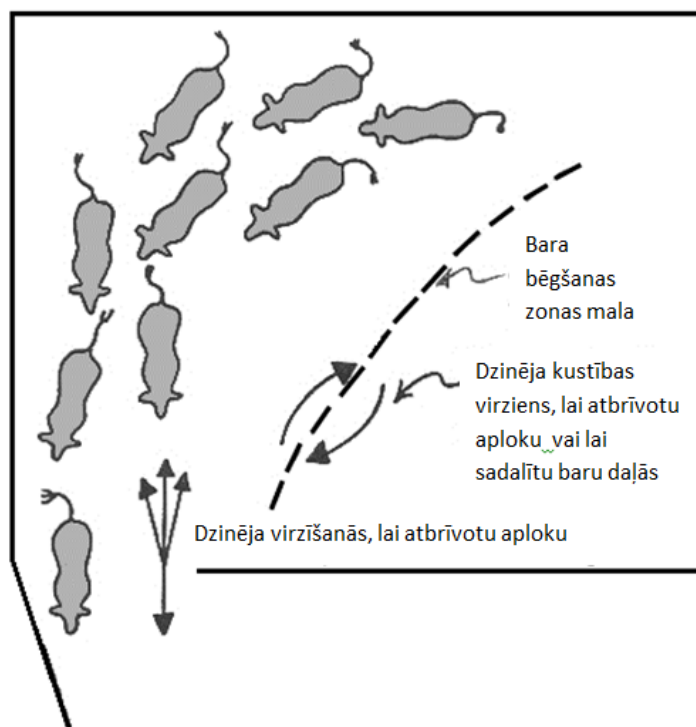 Bara
bēgšanas
zonas mala
Dzinēja kustības
virziens, lai atbrīvotu
aploku vai lai
sadalītu baru daļās
Dzinēja virzīšanās, lai atbrīvotu aploku